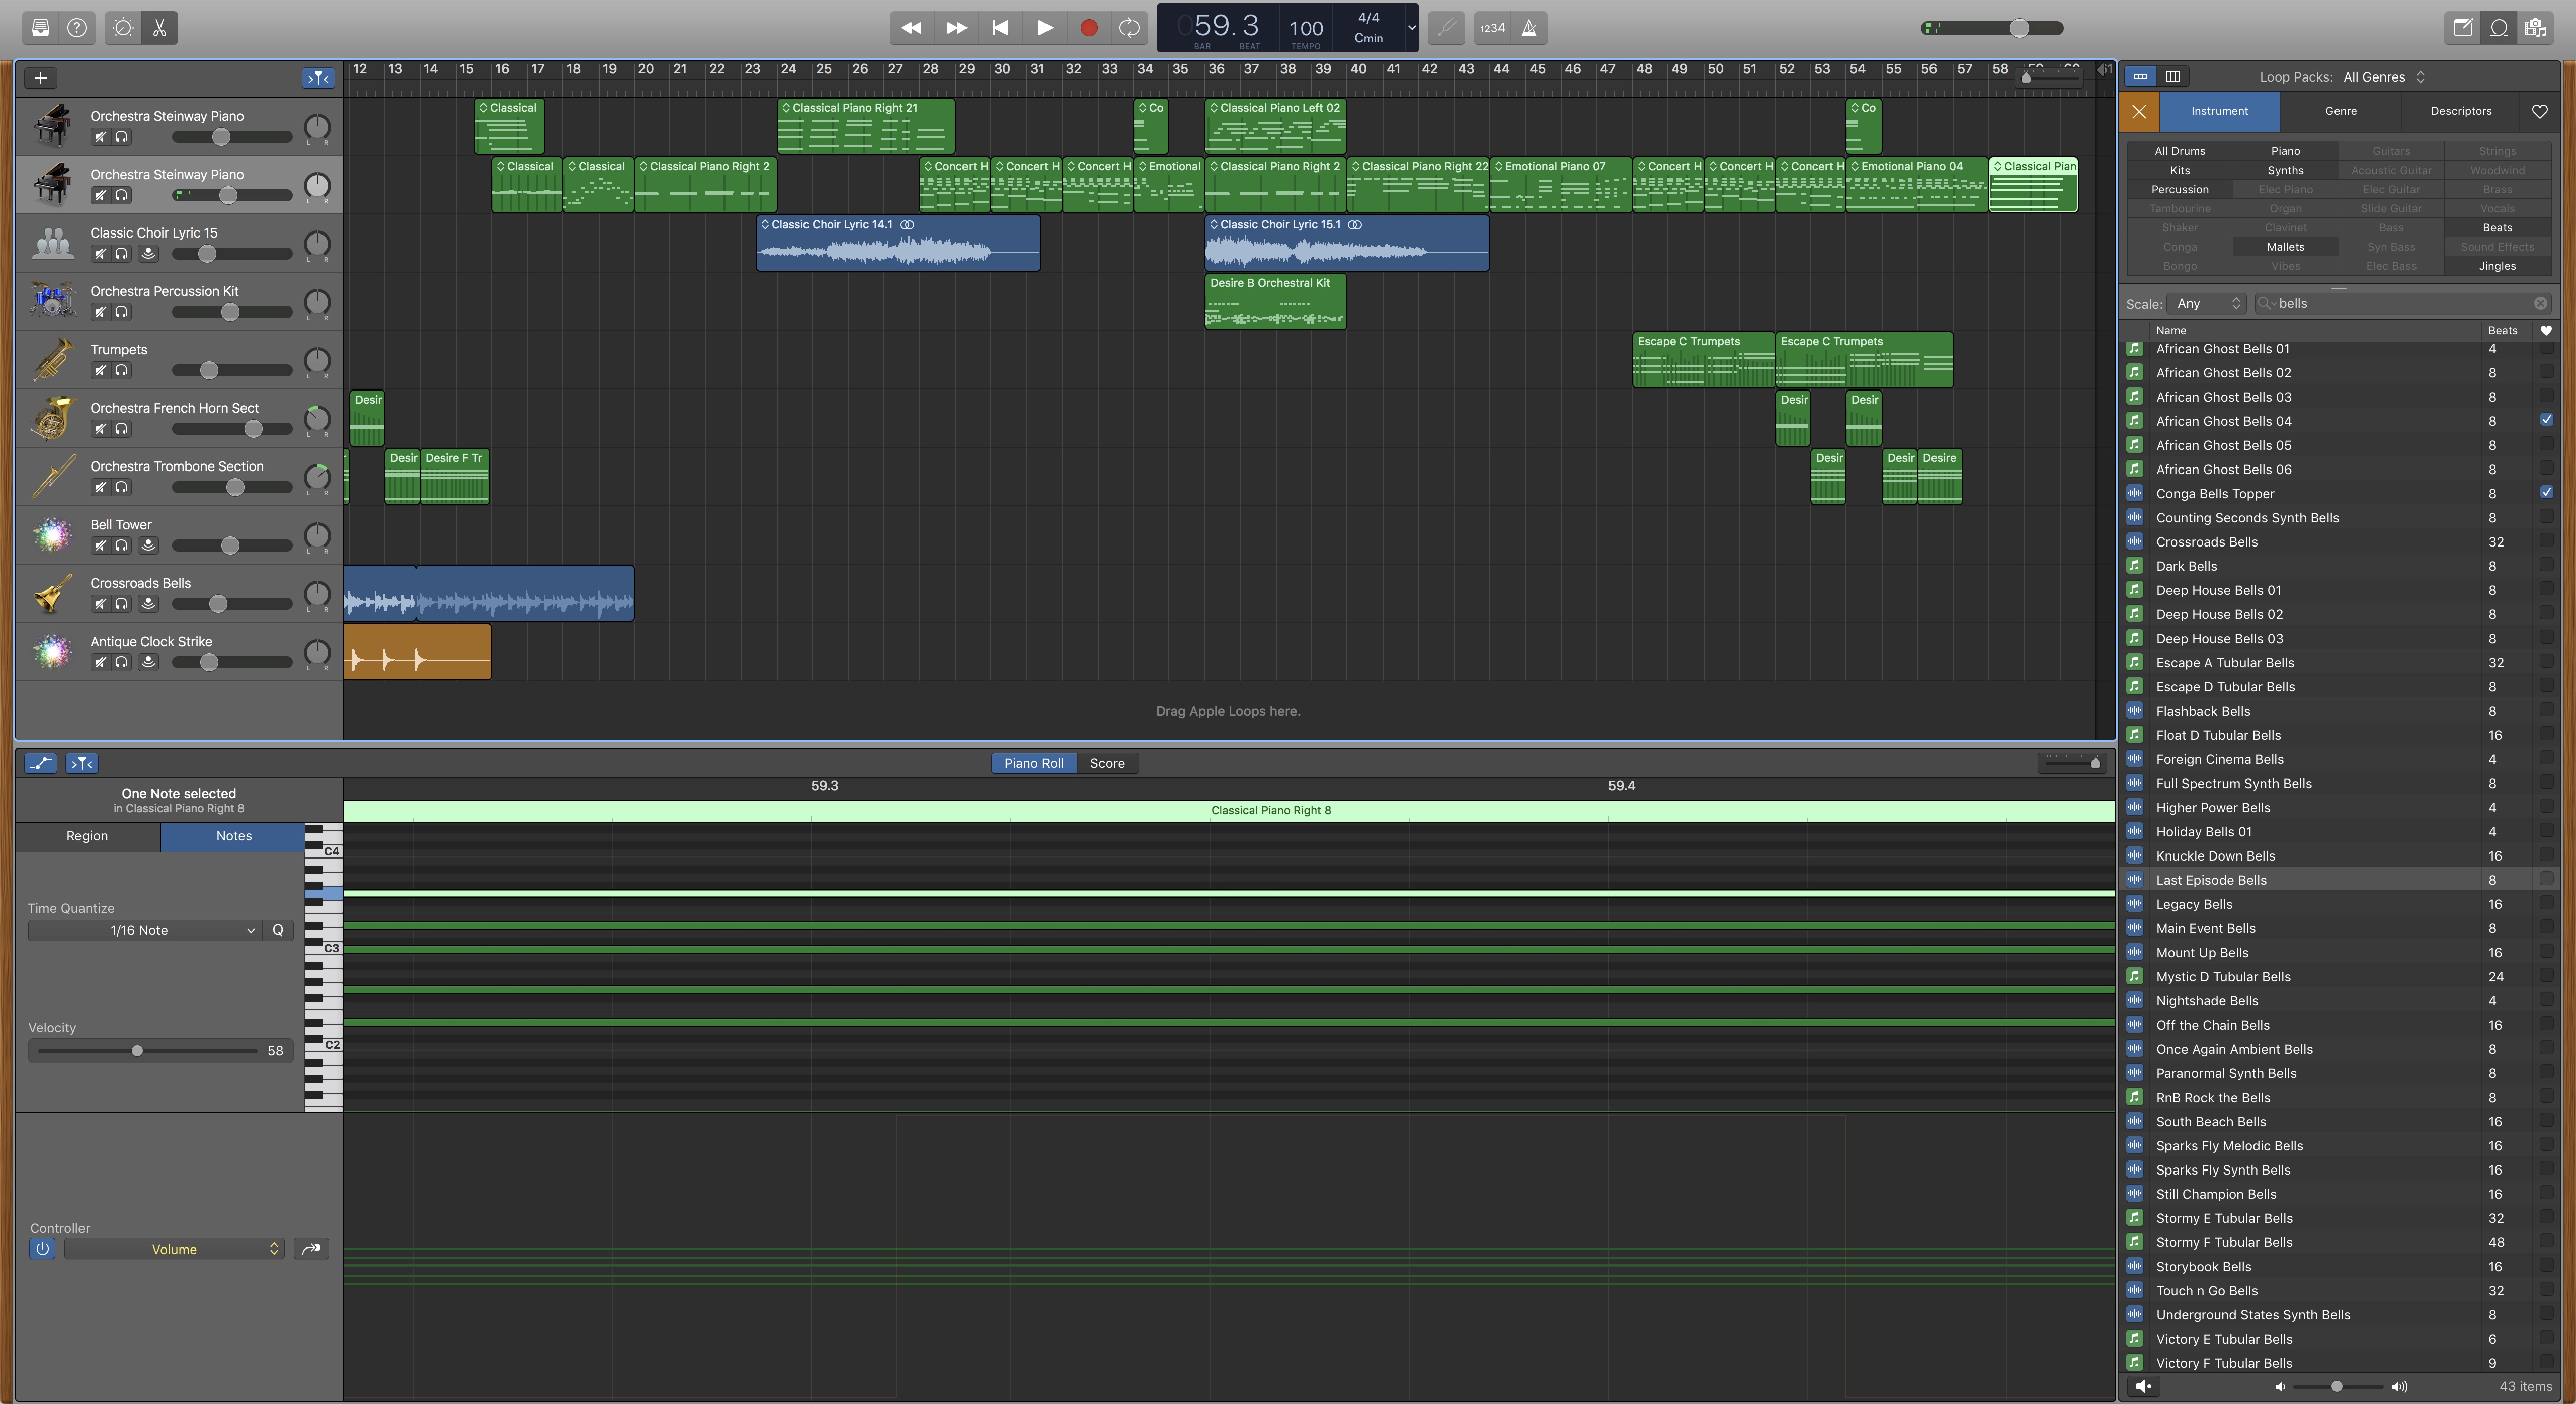 059.3
BAR BEAT
100
TEMPO
4/4
Cmin
1234
12 13 14 15 16 17 18 19 20 21 22 23 24 25 26 27 28 29 30 31 32 33 34 35 36 37 38 39 40 41 42 43 44 45 46 47 48 49 50 51 52 53 54 55 56 57 58 59 60 61
Orchestra Steinway Piano
L R
Classical
Classical Piano Right 21
Co
Classical Piano Left 02
Co
Orchestra Steinway Piano
L R
Classical
Classical
Classical Piano Right 2
Concert H
Concert H
Concert H
Emotional
Classical Piano Right 2
Classical Piano Right 22
Emotional Piano 07
Concert H
Concert H
Concert H
Emotional Piano 04
Classical Pian
Classic Choir Lyric 15
L R
Classic Choir Lyric 14.1
Classic Choir Lyric 15.1
Orchestra Percussion Kit
L R
Desire B Orchestral Kit
Trumpets
L R
Escape C Trumpets
Escape C Trumpets
Orchestra French Horn Sect
L R
Desir
Desir
Desir
Orchestra Trombone Section
L R
Desir
Desire F Tr
Desir
Desir
Desire
Bell Tower
L R
Crossroads Bells
L R
Antique Clock Strike
L R
Drag Apple Loops here.
Piano Roll
Score
One Note selected
in Classical Piano Right 8
59.3
59.4
Classical Piano Right 8
Region
Notes
C4
Time Quantize
1/16 Note
Q
C3
Velocity
58
C2
Controller
Volume
Loop Packs: All Genres
Instrument
Genre
Descriptors
All Drums Piano Guitars Strings
Kits Synths Acoustic Guitar Woodwind
Percussion Elec Piano Elec Guitar Brass
Tambourine Organ Slide Guitar Vocals
Shaker Clavinet Bass Beats
Conga Mallets Syn Bass Sound Effects
Bongo Vibes Elec Bass Jingles
Scale: Any
bells
Name Beats
African Ghost Bells 01 4
African Ghost Bells 02 8
African Ghost Bells 03 8
African Ghost Bells 04 8
African Ghost Bells 05 8
African Ghost Bells 06 8
Conga Bells Topper 8
Counting Seconds Synth Bells 8
Crossroads Bells 32
Dark Bells 8
Deep House Bells 01 8
Deep House Bells 02 8
Deep House Bells 03 8
Escape A Tubular Bells 32
Escape D Tubular Bells 8
Flashback Bells 8
Float D Tubular Bells 16
Foreign Cinema Bells 4
Full Spectrum Synth Bells 8
Higher Power Bells 4
Holiday Bells 01 4
Knuckle Down Bells 16
Last Episode Bells 8
Legacy Bells 16
Main Event Bells 8
Mount Up Bells 16
Mystic D Tubular Bells 24
Nightshade Bells 4
Off the Chain Bells 16
Once Again Ambient Bells 8
Paranormal Synth Bells 8
RnB Rock the Bells 8
South Beach Bells 16
Sparks Fly Melodic Bells 16
Sparks Fly Synth Bells 16
Still Champion Bells 16
Stormy E Tubular Bells 32
Stormy F Tubular Bells 48
Storybook Bells 16
Touch n Go Bells 32
Underground States Synth Bells 8
Victory E Tubular Bells 6
Victory F Tubular Bells 9
43 items